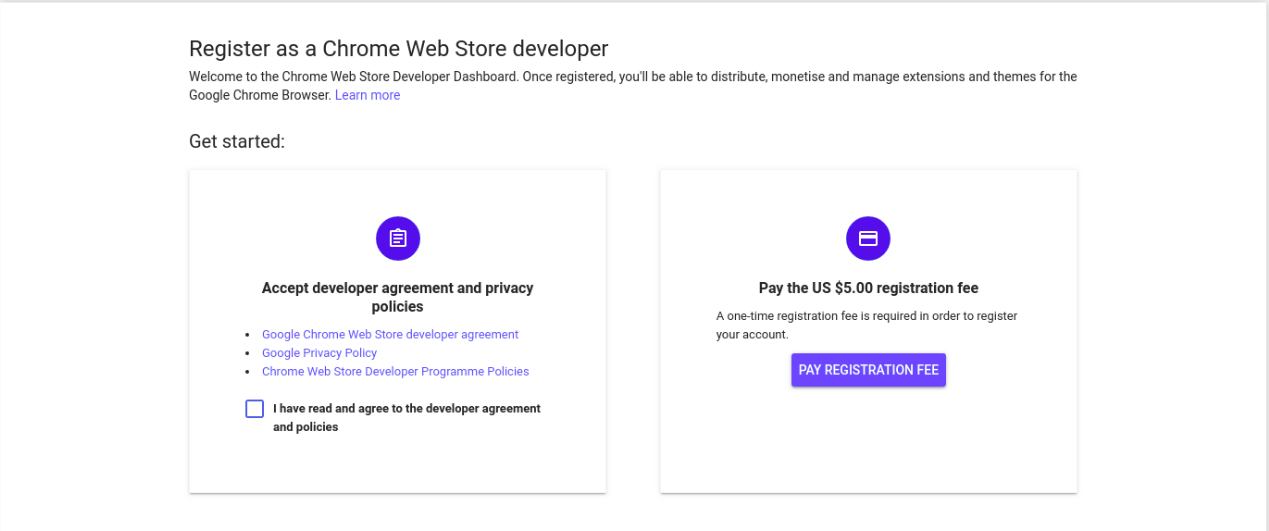 Register as a Chrome Web Store developer
Welcome to the Chrome Web Store Developer Dashboard. Once registered, you'll be able to distribute, monetise and manage extensions and themes for the
Google Chrome Browser. Learn more
Get started:
Accept developer agreement and privacy
policies
Google Chrome Web Store developer agreement
Google Privacy Policy
Chrome Web Store Developer Programme Policies
I have read and agree to the developer agreement
and policies
Pay the US $5.00 registration fee
A one-time registration fee is required in order to register
your account.
PAY REGISTRATION FEE